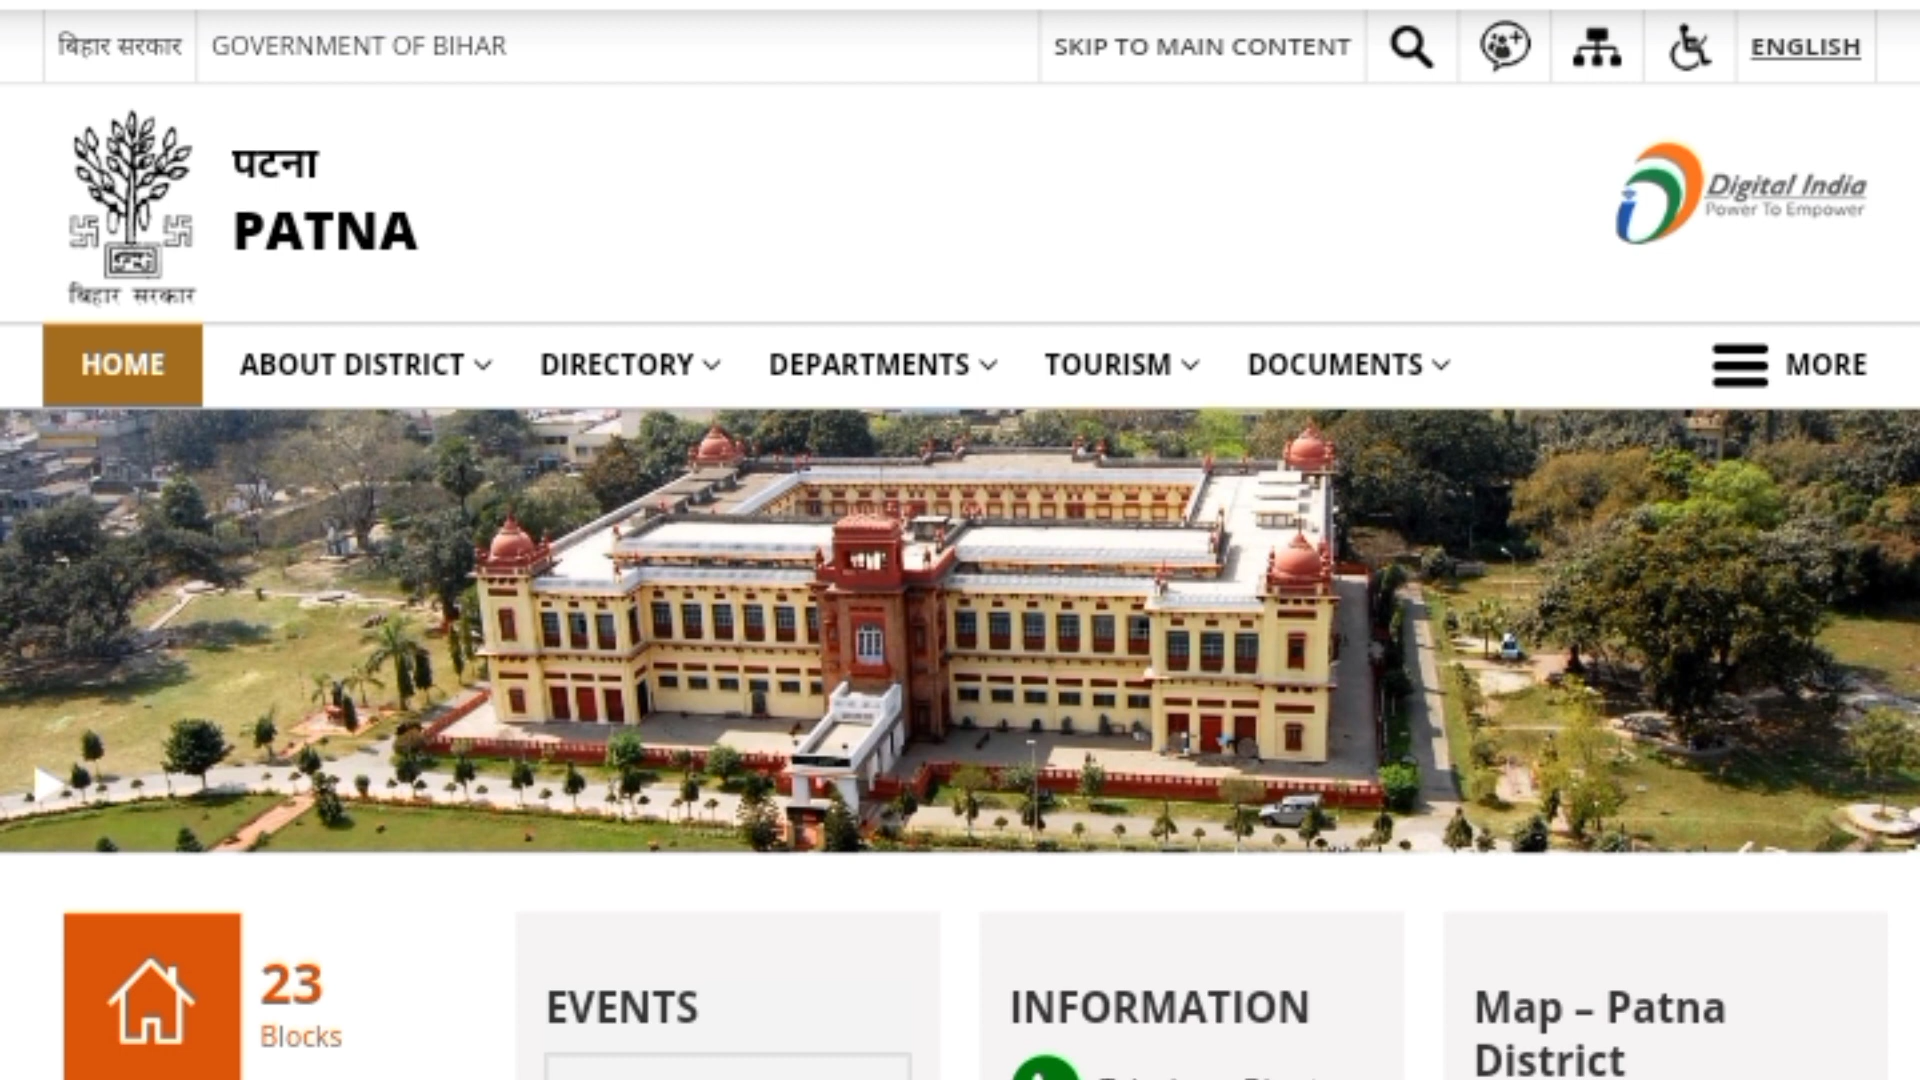 बिहार सरकार GOVERNMENT OF BIHAR SKIP TO MAIN CONTENT ENGLISH
पटना
PATNA
बिहार सरकार
Digital India
Power To Empower
HOME ABOUT DISTRICT DIRECTORY DEPARTMENTS TOURISM DOCUMENTS MORE
23
Blocks
EVENTS
INFORMATION
Map – Patna
District